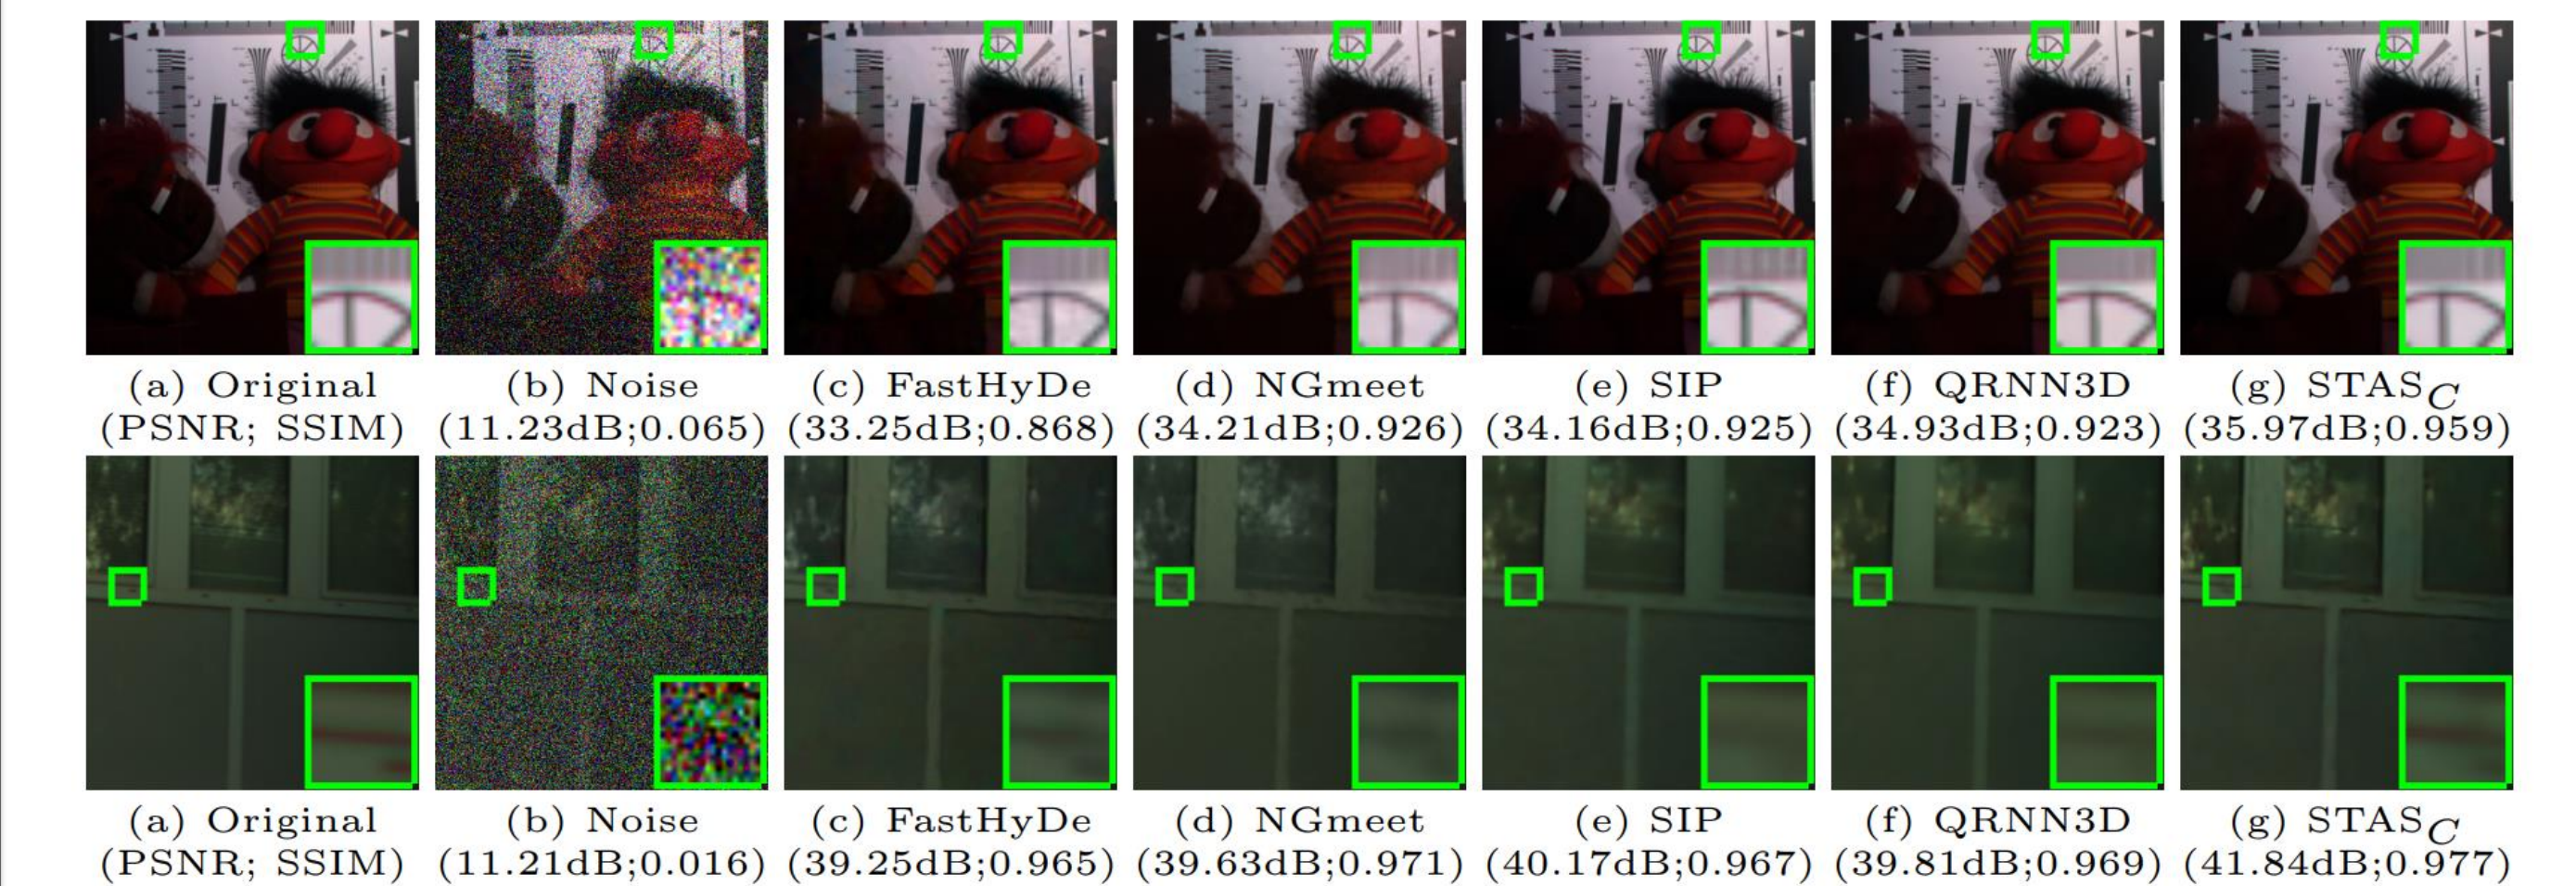 (a) Original (b) Noise (c) FastHyDe (d) NGmeet (e) SIP (f) QRNN3D (g) STAS_C
(PSNR; SSIM) (11.23dB;0.065) (33.25dB;0.868) (34.21dB;0.926) (34.16dB;0.925) (34.93dB;0.923) (35.97dB;0.959)
(a) Original (b) Noise (c) FastHyDe (d) NGmeet (e) SIP (f) QRNN3D (g) STAS_C
(PSNR; SSIM) (11.21dB;0.016) (39.25dB;0.965) (39.63dB;0.971) (40.17dB;0.967) (39.81dB;0.969) (41.84dB;0.977)